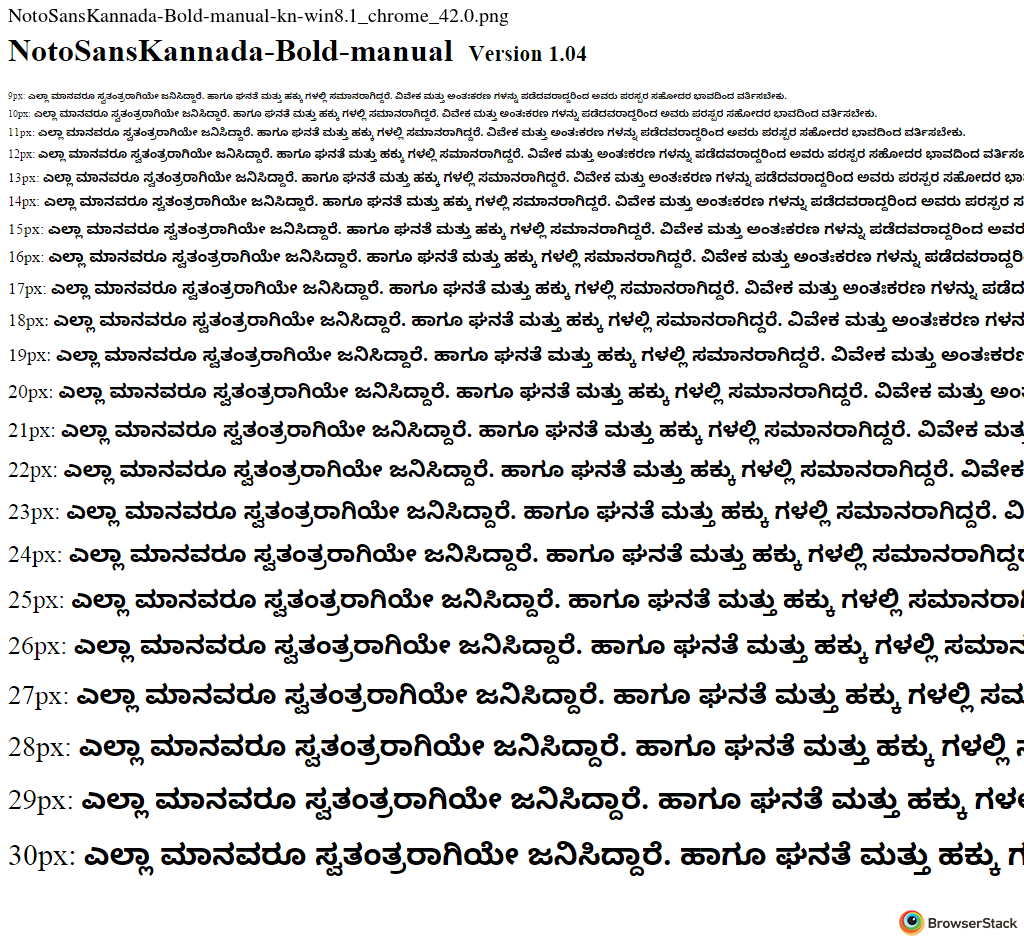 NotoSansKannada-Bold-manual-kn-win8.1_chrome_42.0.png
NotoSansKannada-Bold-manual Version 1.04
9px: ಎಲ್ಲಾ ಮಾನವರೂ ಸ್ವತಂತ್ರರಾಗಿಯೇ ಜನಿಸಿದ್ದಾರೆ. ಹಾಗೂ ಘನತೆ ಮತ್ತು ಹಕ್ಕು ಗಳಲ್ಲಿ ಸಮಾನರಾಗಿದ್ದರೆ. ವಿವೇಕ ಮತ್ತು ಅಂತಃಕರಣ ಗಳನ್ನು ಪಡೆದವರಾದ್ದರಿಂದ ಅವರು ಪರಸ್ಪರ ಸಹೋದರ ಭಾವದಿಂದ ವರ್ತಿಸಬೇಕು.
10px: ಎಲ್ಲಾ ಮಾನವರೂ ಸ್ವತಂತ್ರರಾಗಿಯೇ ಜನಿಸಿದ್ದಾರೆ. ಹಾಗೂ ಘನತೆ ಮತ್ತು ಹಕ್ಕು ಗಳಲ್ಲಿ ಸಮಾನರಾಗಿದ್ದರೆ. ವಿವೇಕ ಮತ್ತು ಅಂತಃಕರಣ ಗಳನ್ನು ಪಡೆದವರಾದ್ದರಿಂದ ಅವರು ಪರಸ್ಪರ ಸಹೋದರ ಭಾವದಿಂದ ವರ್ತಿಸಬೇಕು.
11px: ಎಲ್ಲಾ ಮಾನವರೂ ಸ್ವತಂತ್ರರಾಗಿಯೇ ಜನಿಸಿದ್ದಾರೆ. ಹಾಗೂ ಘನತೆ ಮತ್ತು ಹಕ್ಕು ಗಳಲ್ಲಿ ಸಮಾನರಾಗಿದ್ದರೆ. ವಿವೇಕ ಮತ್ತು ಅಂತಃಕರಣ ಗಳನ್ನು ಪಡೆದವರಾದ್ದರಿಂದ ಅವರು ಪರಸ್ಪರ ಸಹೋದರ ಭಾವದಿಂದ ವರ್ತಿಸಬೇಕು.
12px: ಎಲ್ಲಾ ಮಾನವರೂ ಸ್ವತಂತ್ರರಾಗಿಯೇ ಜನಿಸಿದ್ದಾರೆ. ಹಾಗೂ ಘನತೆ ಮತ್ತು ಹಕ್ಕು ಗಳಲ್ಲಿ ಸಮಾನರಾಗಿದ್ದರೆ. ವಿವೇಕ ಮತ್ತು ಅಂತಃಕರಣ ಗಳನ್ನು ಪಡೆದವರಾದ್ದರಿಂದ ಅವರು ಪರಸ್ಪರ ಸಹೋದರ ಭಾವದಿಂದ
13px: ಎಲ್ಲಾ ಮಾನವರೂ ಸ್ವತಂತ್ರರಾಗಿಯೇ ಜನಿಸಿದ್ದಾರೆ. ಹಾಗೂ ಘನತೆ ಮತ್ತು ಹಕ್ಕು ಗಳಲ್ಲಿ ಸಮಾನರಾಗಿದ್ದರೆ. ವಿವೇಕ ಮತ್ತು ಅಂತಃಕರಣ ಗಳನ್ನು ಪಡೆದವರಾದ್ದರಿಂದ ಅವರು ಪರಸ್ಪರ ಸಹೋದರ
14px: ಎಲ್ಲಾ ಮಾನವರೂ ಸ್ವತಂತ್ರರಾಗಿಯೇ ಜನಿಸಿದ್ದಾರೆ. ಹಾಗೂ ಘನತೆ ಮತ್ತು ಹಕ್ಕು ಗಳಲ್ಲಿ ಸಮಾನರಾಗಿದ್ದರೆ. ವಿವೇಕ ಮತ್ತು ಅಂತಃಕರಣ ಗಳನ್ನು ಪಡೆದವರಾದ್ದರಿಂದ ಅವರು ಪರಸ್ಪರ
15px: ಎಲ್ಲಾ ಮಾನವರೂ ಸ್ವತಂತ್ರರಾಗಿಯೇ ಜನಿಸಿದ್ದಾರೆ. ಹಾಗೂ ಘನತೆ ಮತ್ತು ಹಕ್ಕು ಗಳಲ್ಲಿ ಸಮಾನರಾಗಿದ್ದರೆ. ವಿವೇಕ ಮತ್ತು ಅಂತಃಕರಣ ಗಳನ್ನು ಪಡೆದವರಾದ್ದರಿಂದ
16px: ಎಲ್ಲಾ ಮಾನವರೂ ಸ್ವತಂತ್ರರಾಗಿಯೇ ಜನಿಸಿದ್ದಾರೆ. ಹಾಗೂ ಘನತೆ ಮತ್ತು ಹಕ್ಕು ಗಳಲ್ಲಿ ಸಮಾನರಾಗಿದ್ದರೆ. ವಿವೇಕ ಮತ್ತು ಅಂತಃಕರಣ ಗಳನ್ನು
17px: ಎಲ್ಲಾ ಮಾನವರೂ ಸ್ವತಂತ್ರರಾಗಿಯೇ ಜನಿಸಿದ್ದಾರೆ. ಹಾಗೂ ಘನತೆ ಮತ್ತು ಹಕ್ಕು ಗಳಲ್ಲಿ ಸಮಾನರಾಗಿದ್ದರೆ. ವಿವೇಕ ಮತ್ತು ಅಂತಃಕರಣ ಗಳನ್ನು
18px: ಎಲ್ಲಾ ಮಾನವರೂ ಸ್ವತಂತ್ರರಾಗಿಯೇ ಜನಿಸಿದ್ದಾರೆ. ಹಾಗೂ ಘನತೆ ಮತ್ತು ಹಕ್ಕು ಗಳಲ್ಲಿ ಸಮಾನರಾಗಿದ್ದರೆ. ವಿವೇಕ ಮತ್ತು ಅಂತಃಕರಣ
19px: ಎಲ್ಲಾ ಮಾನವರೂ ಸ್ವತಂತ್ರರಾಗಿಯೇ ಜನಿಸಿದ್ದಾರೆ. ಹಾಗೂ ಘನತೆ ಮತ್ತು ಹಕ್ಕು ಗಳಲ್ಲಿ ಸಮಾನರಾಗಿದ್ದರೆ. ವಿವೇಕ ಮತ್ತು
20px: ಎಲ್ಲಾ ಮಾನವರೂ ಸ್ವತಂತ್ರರಾಗಿಯೇ ಜನಿಸಿದ್ದಾರೆ. ಹಾಗೂ ಘನತೆ ಮತ್ತು ಹಕ್ಕು ಗಳಲ್ಲಿ ಸಮಾನರಾಗಿದ್ದರೆ. ವಿವೇಕ ಮತ್ತು
21px: ಎಲ್ಲಾ ಮಾನವರೂ ಸ್ವತಂತ್ರರಾಗಿಯೇ ಜನಿಸಿದ್ದಾರೆ. ಹಾಗೂ ಘನತೆ ಮತ್ತು ಹಕ್ಕು ಗಳಲ್ಲಿ ಸಮಾನರಾಗಿದ್ದರೆ. ವಿವೇಕ
22px: ಎಲ್ಲಾ ಮಾನವರೂ ಸ್ವತಂತ್ರರಾಗಿಯೇ ಜನಿಸಿದ್ದಾರೆ. ಹಾಗೂ ಘನತೆ ಮತ್ತು ಹಕ್ಕು ಗಳಲ್ಲಿ ಸಮಾನರಾಗಿದ್ದರೆ. ವಿವೇಕ
23px: ಎಲ್ಲಾ ಮಾನವರೂ ಸ್ವತಂತ್ರರಾಗಿಯೇ ಜನಿಸಿದ್ದಾರೆ. ಹಾಗೂ ಘನತೆ ಮತ್ತು ಹಕ್ಕು ಗಳಲ್ಲಿ ಸಮಾನರಾಗಿದ್ದರೆ.
24px: ಎಲ್ಲಾ ಮಾನವರೂ ಸ್ವತಂತ್ರರಾಗಿಯೇ ಜನಿಸಿದ್ದಾರೆ. ಹಾಗೂ ಘನತೆ ಮತ್ತು ಹಕ್ಕು ಗಳಲ್ಲಿ
25px: ಎಲ್ಲಾ ಮಾನವರೂ ಸ್ವತಂತ್ರರಾಗಿಯೇ ಜನಿಸಿದ್ದಾರೆ. ಹಾಗೂ ಘನತೆ ಮತ್ತು ಹಕ್ಕು ಗಳಲ್ಲಿ
26px: ಎಲ್ಲಾ ಮಾನವರೂ ಸ್ವತಂತ್ರರಾಗಿಯೇ ಜನಿಸಿದ್ದಾರೆ. ಹಾಗೂ ಘನತೆ ಮತ್ತು ಹಕ್ಕು ಗಳಲ್ಲಿ
27px: ಎಲ್ಲಾ ಮಾನವರೂ ಸ್ವತಂತ್ರರಾಗಿಯೇ ಜನಿಸಿದ್ದಾರೆ. ಹಾಗೂ ಘನತೆ ಮತ್ತು ಹಕ್ಕು ಗಳಲ್ಲಿ
28px: ಎಲ್ಲಾ ಮಾನವರೂ ಸ್ವತಂತ್ರರಾಗಿಯೇ ಜನಿಸಿದ್ದಾರೆ. ಹಾಗೂ ಘನತೆ ಮತ್ತು ಹಕ್ಕು ಗಳಲ್ಲಿ
29px: ಎಲ್ಲಾ ಮಾನವರೂ ಸ್ವತಂತ್ರರಾಗಿಯೇ ಜನಿಸಿದ್ದಾರೆ. ಹಾಗೂ ಘನತೆ ಮತ್ತು ಹಕ್ಕು
30px: ಎಲ್ಲಾ ಮಾನವರೂ ಸ್ವತಂತ್ರರಾಗಿಯೇ ಜನಿಸಿದ್ದಾರೆ. ಹಾಗೂ ಘನತೆ ಮತ್ತು ಹಕ್ಕು
BrowserStack